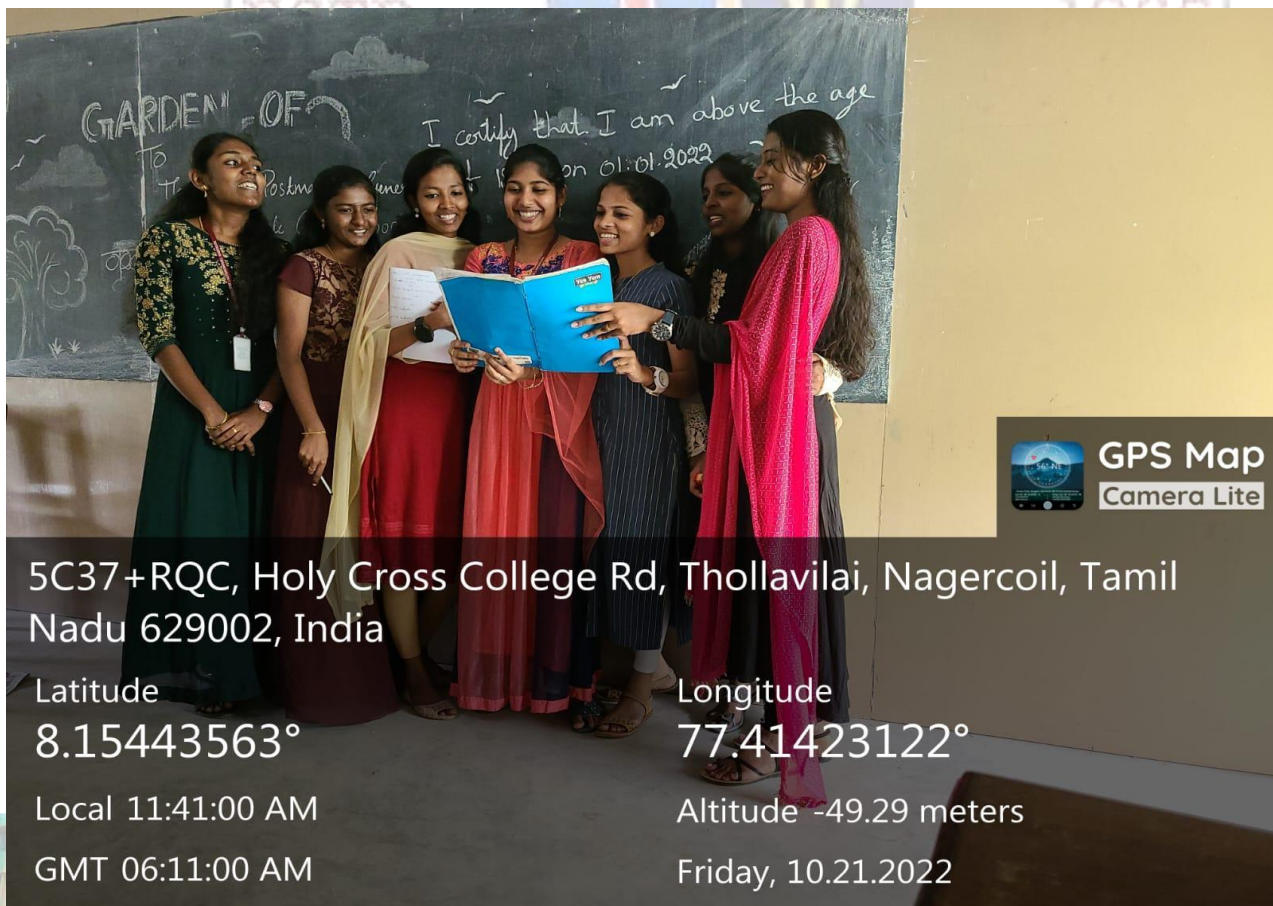 GARDEN OF
To
I certify that I am above the age
on 01.01.2022
GPS Map
Camera Lite
5C37+RQC, Holy Cross College Rd, Thollavilai, Nagercoil, Tamil
Nadu 629002, India
Latitude
8.15443563°
Longitude
77.41423122°
Local 11:41:00 AM
Altitude -49.29 meters
GMT 06:11:00 AM
Friday, 10.21.2022